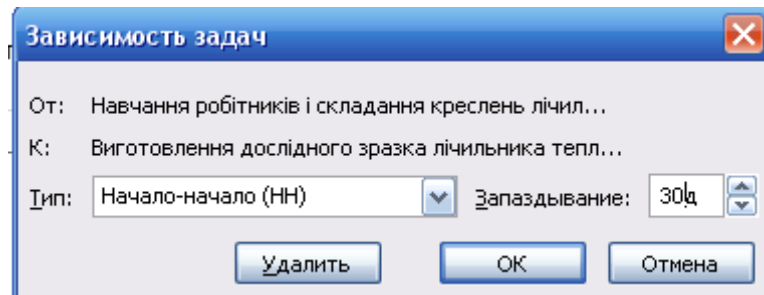 Зависимость задач
От: Навчання робітників і складання креслень лічил...
К: Виготовлення дослідного зразка лічильника тепл...
Тип: Начало-начало (НН) Запаздывание: 30д
Удалить ОК Отмена